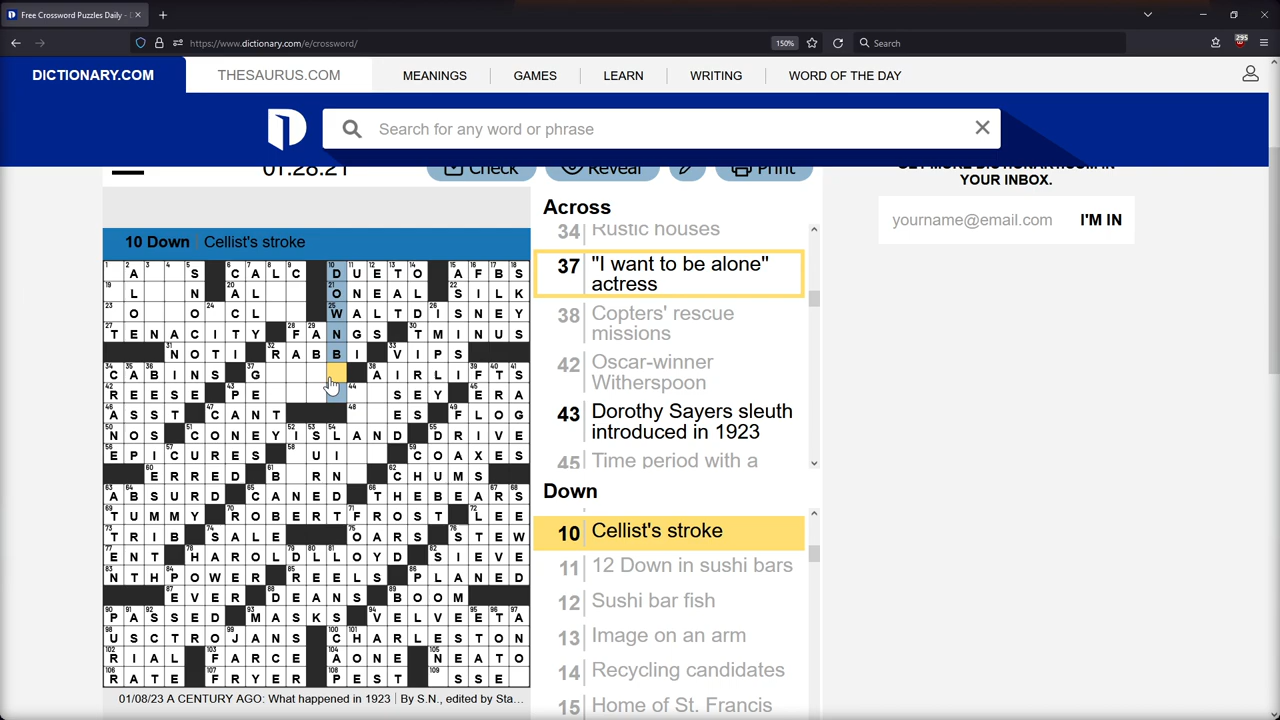 Free Crossword Puzzles Daily -
https://www.dictionary.com/e/crossword/
150%
Search
295
DICTIONARY.COM
THESAURUS.COM
MEANINGS
GAMES
LEARN
WRITING
WORD OF THE DAY
Search for any word or phrase
01:28:21
Check
Reveal
Print
YOUR INBOX.
yourname@email.com
I'M IN
10 Down
Cellist's stroke
Across
34 Rustic houses
37 "I want to be alone"
actress
38 Copters' rescue
missions
42 Oscar-winner
Witherspoon
43 Dorothy Sayers sleuth
introduced in 1923
45 Time period with a
Down
10 Cellist's stroke
11 12 Down in sushi bars
12 Sushi bar fish
13 Image on an arm
14 Recycling candidates
15 Home of St. Francis
A S C A L C D U E T O A F B S
L N A L O N E A L S I L K
O O C L W A L T D I S N E Y
T E N A C I T Y F A N G S T M I N U S
N O T I R A B B I V I P S
C A B I N S G A I R L I F T S
R E E S E P E S E Y E R A
A S S T C A N T E S F L O G
N O S C O N E Y I S L A N D D R I V E
E P I C U R E S U I C O A X E S
E R R E D B R N C H U M S
A B S U R D C A N E D T H E B E A R S
T U M M Y R O B E R T F R O S T L E E
T R I B S A L E O A R S S T E W
E N T H A R O L D L L O Y D S I E V E
N T H P O W E R R E E L S P L A N E D
E V E R D E A N S B O O M
P A S S E D M A S K S V E L V E E T A
U S C T R O J A N S C H A R L E S T O N
R I A L F A R C E A O N E N E A T O
R A T E F R Y E R P E S T S S E
01/08/23 A CENTURY AGO: What happened in 1923 | By S.N., edited by Sta...